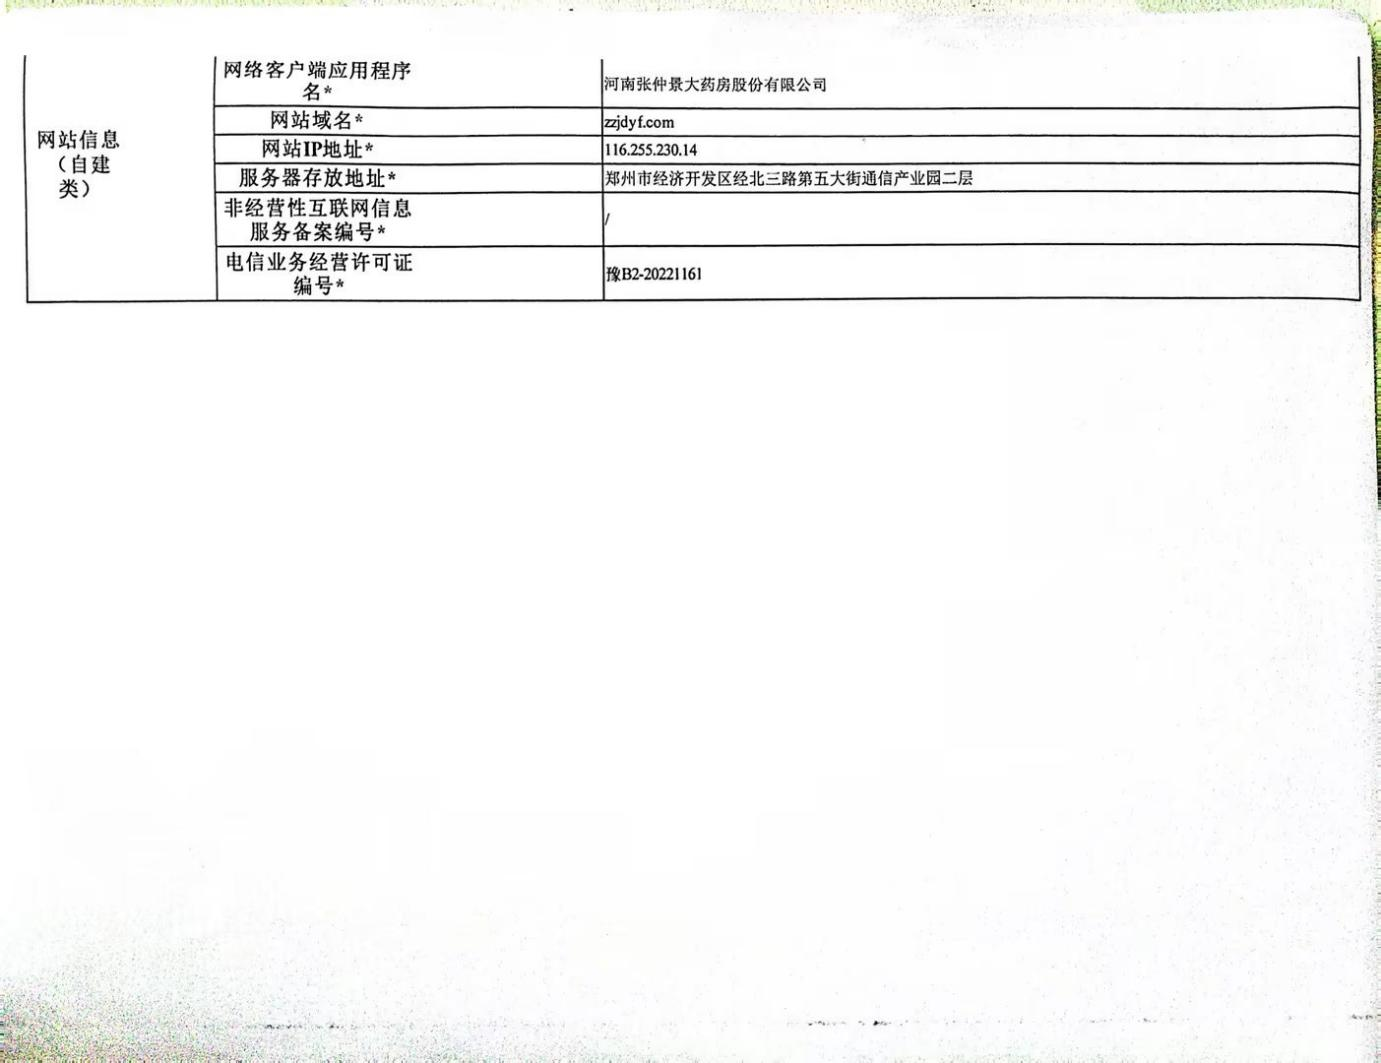 网络客户端应用程序
名*
河南张仲景大药房股份有限公司
网站域名*
zzjdyf.com
网站信息
（自建
类）
网站IP地址*
116.255.230.14
服务器存放地址*
郑州市经济开发区经北三路第五大街通信产业园二层
非经营性互联网信息
服务备案编号*
/
电信业务经营许可证
编号*
豫B2-20221161